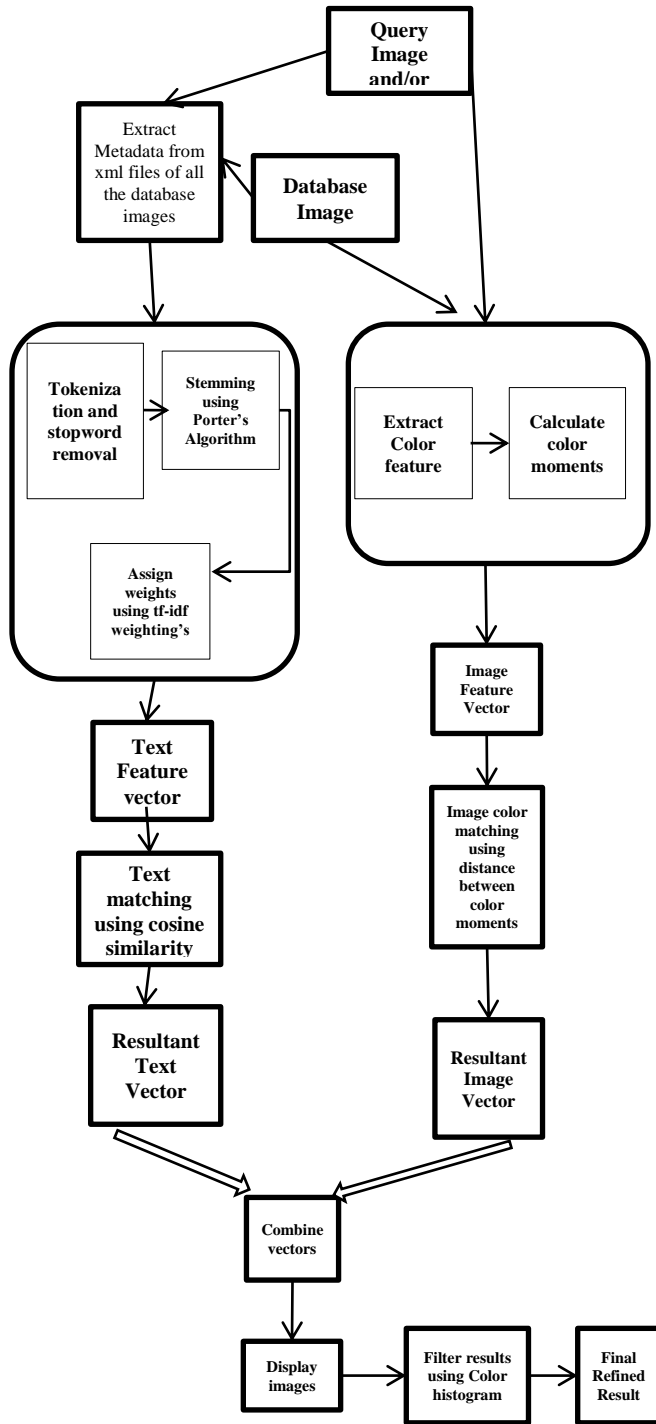 Query
Image
and/or
Extract
Metadata from
xml files of all
the database
images
Database
Image
Tokeniza
tion and
stopword
removal
Stemming
using
Porter's
Algorithm
Assign
weights
using tf-idf
weighting's
Extract
Color
feature
Calculate
color
moments
Text
Feature
vector
Image
Feature
Vector
Text
matching
using cosine
similarity
Image color
matching
using
distance
between
color
moments
Resultant
Text
Vector
Resultant
Image
Vector
Combine
vectors
Display
images
Filter results
using Color
histogram
Final
Refined
Result